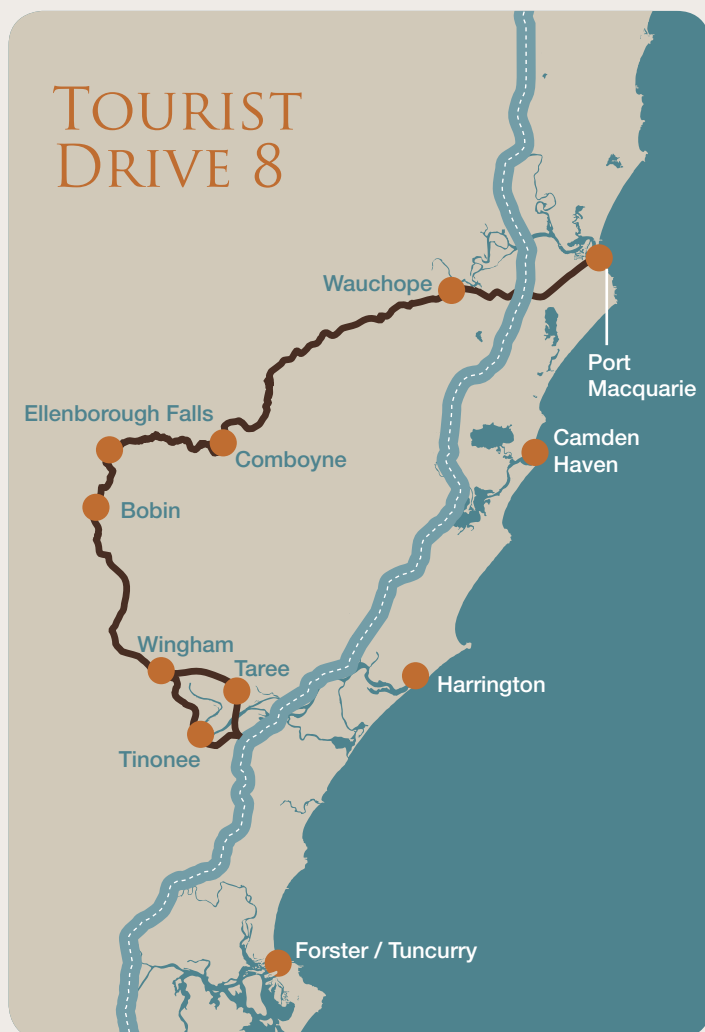 TOURIST
DRIVE 8
Wauchope
Port
Macquarie
Ellenborough Falls
Comboyne
Camden
Haven
Bobin
Wingham
Taree
Harrington
Tinonee
Forster / Tuncurry